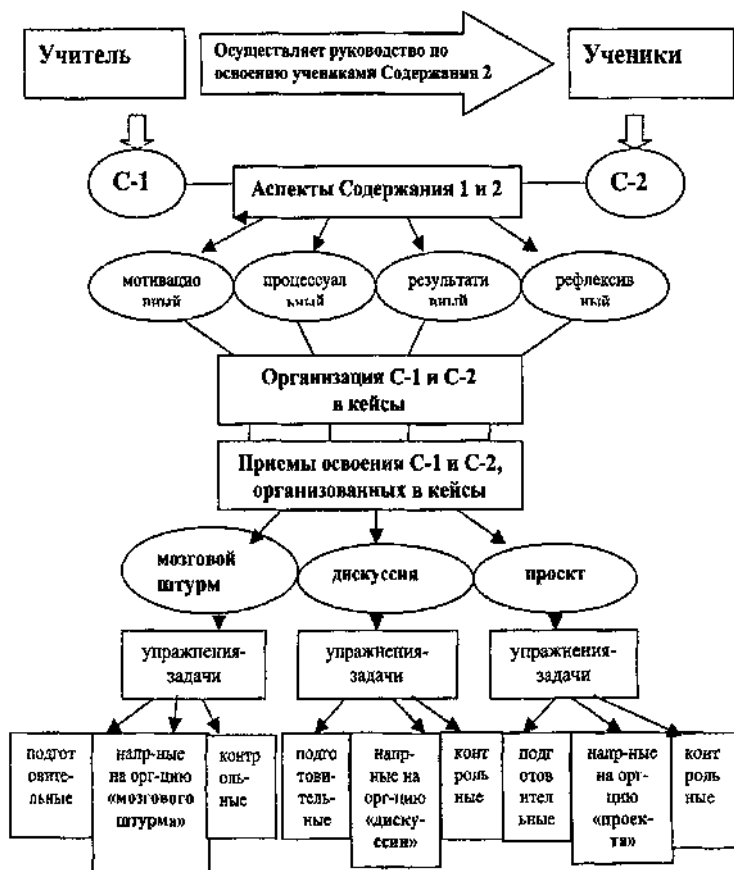 Учитель
Осуществляет руководство по
освоению учениками Содержания 2
Ученики
С-1
Аспекты Содержания 1 и 2
С-2
мотивацио
нный
процессуал
ьный
результати
вный
рефлексив
ный
Организация С-1 и С-2
в кейсы
Приемы освоения С-1 и С-2,
организованных в кейсы
мозговой
штурм
дискуссия
проект
упражнения-
задачи
упражнения-
задачи
упражнения-
задачи
подгот
овитель-
ные
напр-ные
на орг-цию
«мозгового
штурма»
контр
оль-
ные
подго
товит
ель-
ные
напр-
ные на
орг-цию
«диску-
ссии»
конт
роль
ные
подг
отов
ител
ьные
напр-ные
на орг-
цию
«проек-
та»
конт
роль
ные